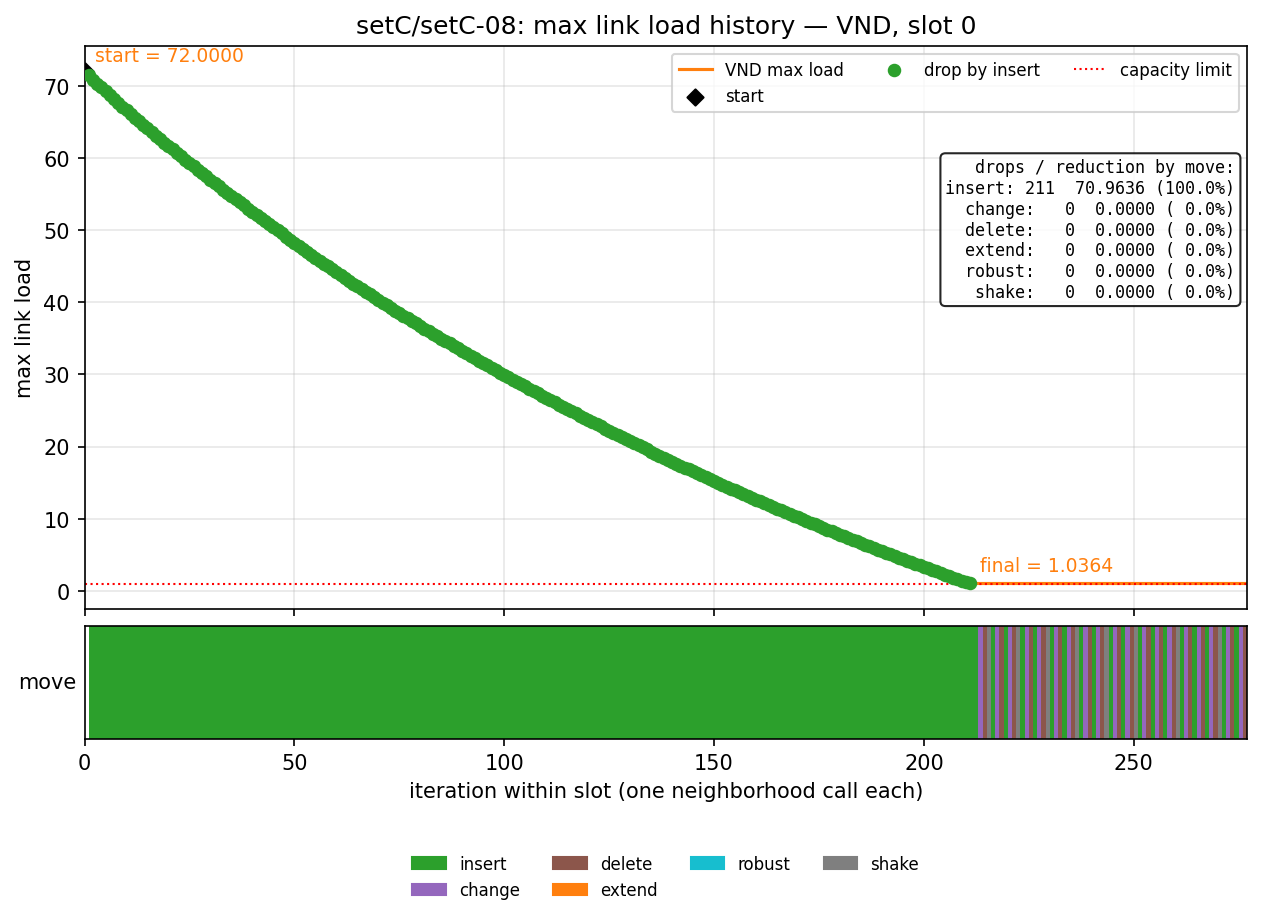 setC/setC-08: max link load history — VND, slot 0
start = 72.0000
VND max load
start
drop by insert
capacity limit
drops / reduction by move:
insert: 211  70.9636 (100.0%)
change:   0  0.0000 (  0.0%)
delete:   0  0.0000 (  0.0%)
extend:   0  0.0000 (  0.0%)
robust:   0  0.0000 (  0.0%)
shake:   0  0.0000 (  0.0%)
max link load
70
60
50
40
30
20
10
0
final = 1.0364
move
0 50 100 150 200 250
iteration within slot (one neighborhood call each)
insert delete robust shake
change extend